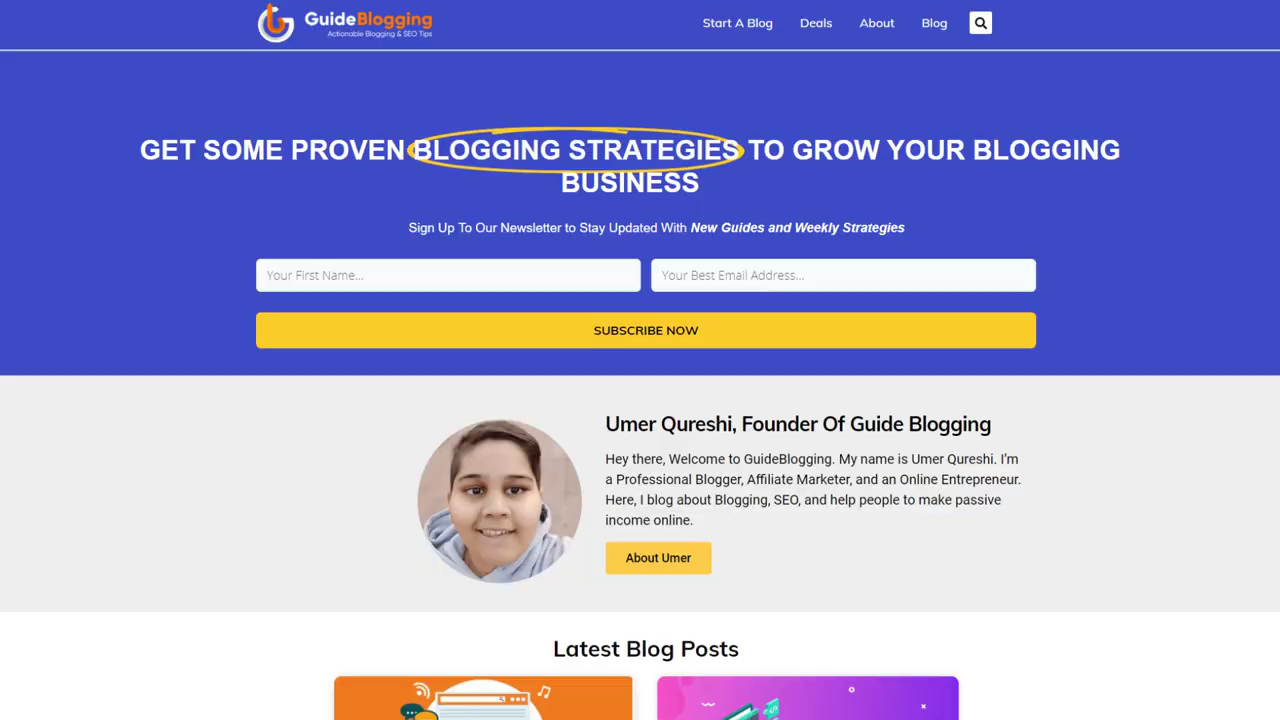 GuideBlogging
Actionable Blogging & SEO Tips
Start A Blog
Deals
About
Blog
GET SOME PROVEN BLOGGING STRATEGIES TO GROW YOUR BLOGGING
BUSINESS
Sign Up To Our Newsletter to Stay Updated With New Guides and Weekly Strategies
Your First Name...
Your Best Email Address...
SUBSCRIBE NOW
Umer Qureshi, Founder Of Guide Blogging
Hey there, Welcome to GuideBlogging. My name is Umer Qureshi. I'm
a Professional Blogger, Affiliate Marketer, and an Online Entrepreneur.
Here, I blog about Blogging, SEO, and help people to make passive
income online.
About Umer
Latest Blog Posts